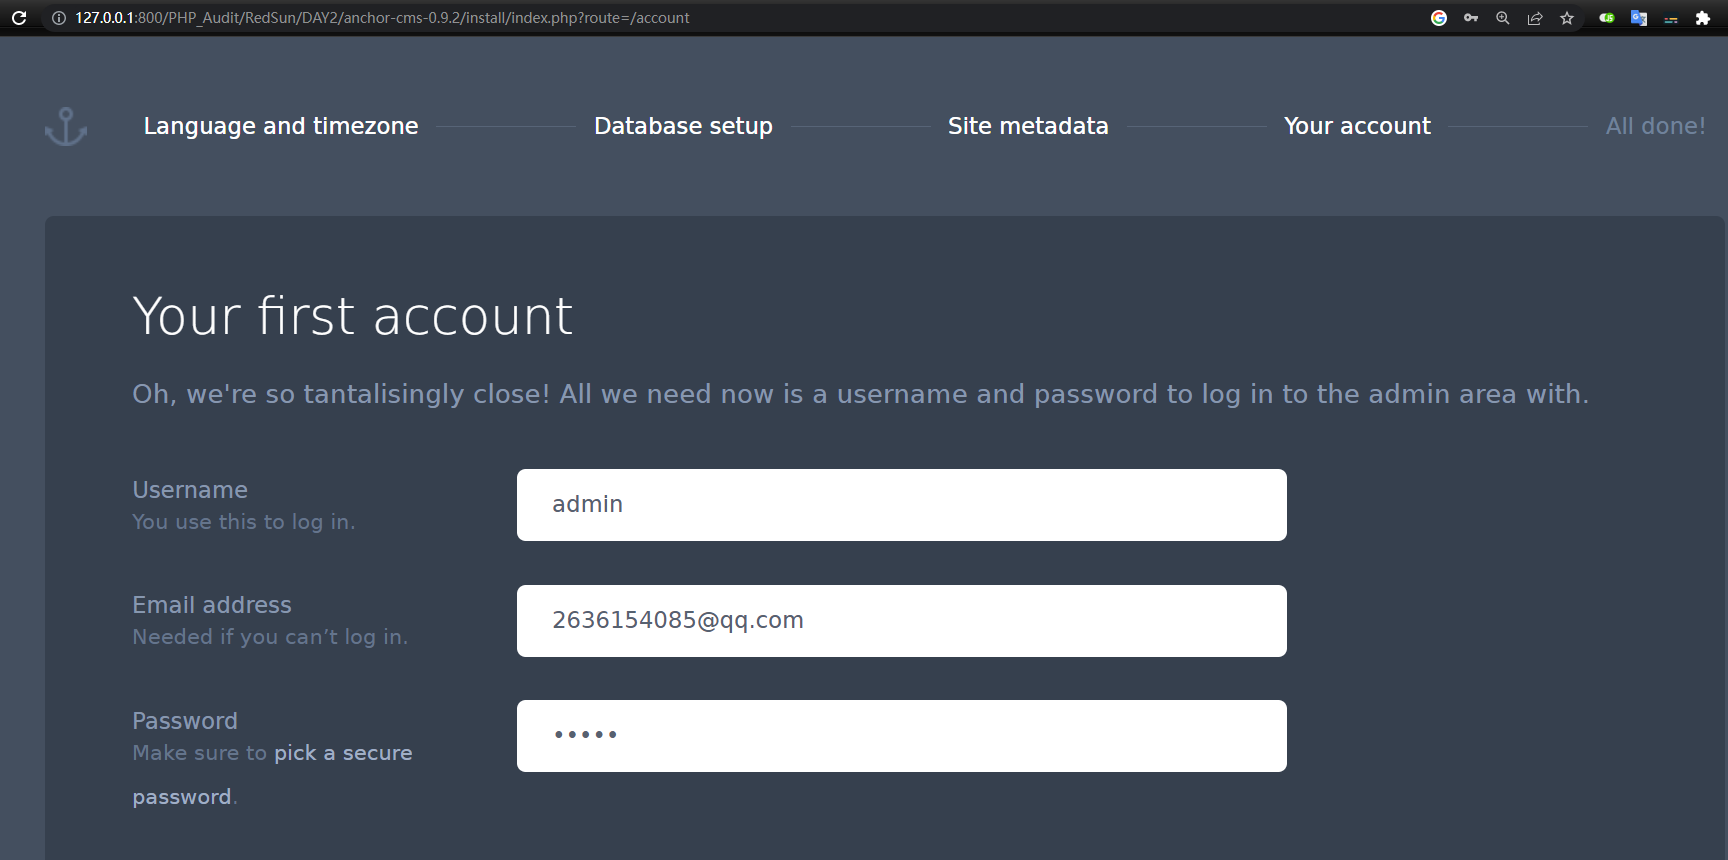 127.0.0.1:800/PHP_Audit/RedSun/DAY2/anchor-cms-0.9.2/install/index.php?route=/account
Language and timezone Database setup Site metadata Your account All done!
Your first account
Oh, we're so tantalisingly close! All we need now is a username and password to log in to the admin area with.
Username
You use this to log in.
admin
Email address
Needed if you can’t log in.
2636154085@qq.com
Password
Make sure to pick a secure
password.
•••••